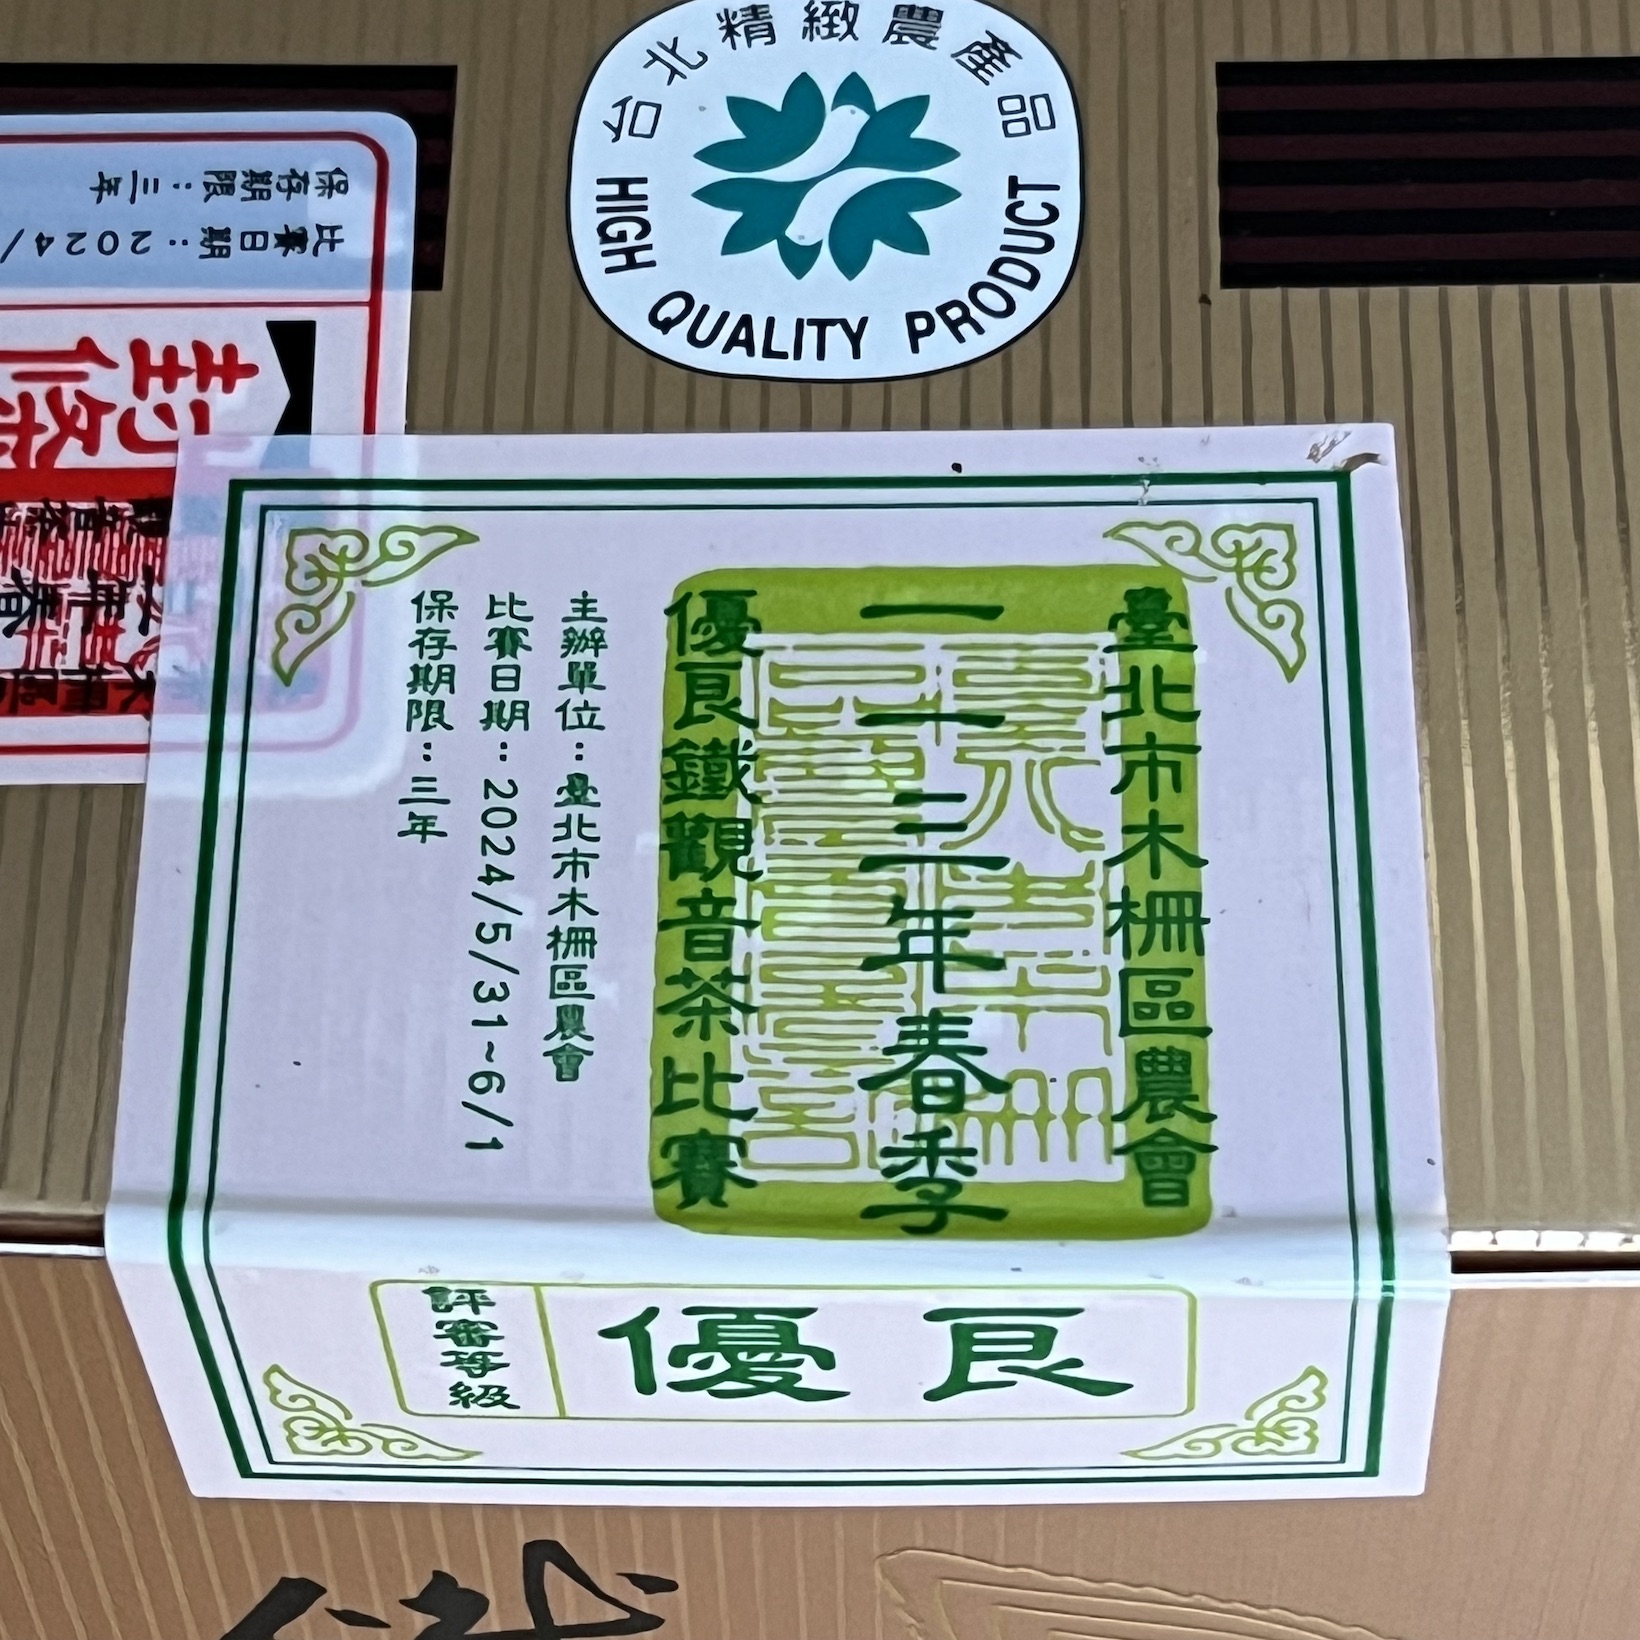 台北精緻農產品
HIGH QUALITY PRODUCT
保存期限：三年
比賽日期：2024/
封條
臺北市木柵區農會
一一三年春季
優良鐵觀音茶比賽
主辦單位：臺北市木柵區農會
比賽日期：2024/5/31~6/1
保存期限：三年
評審等級
優良